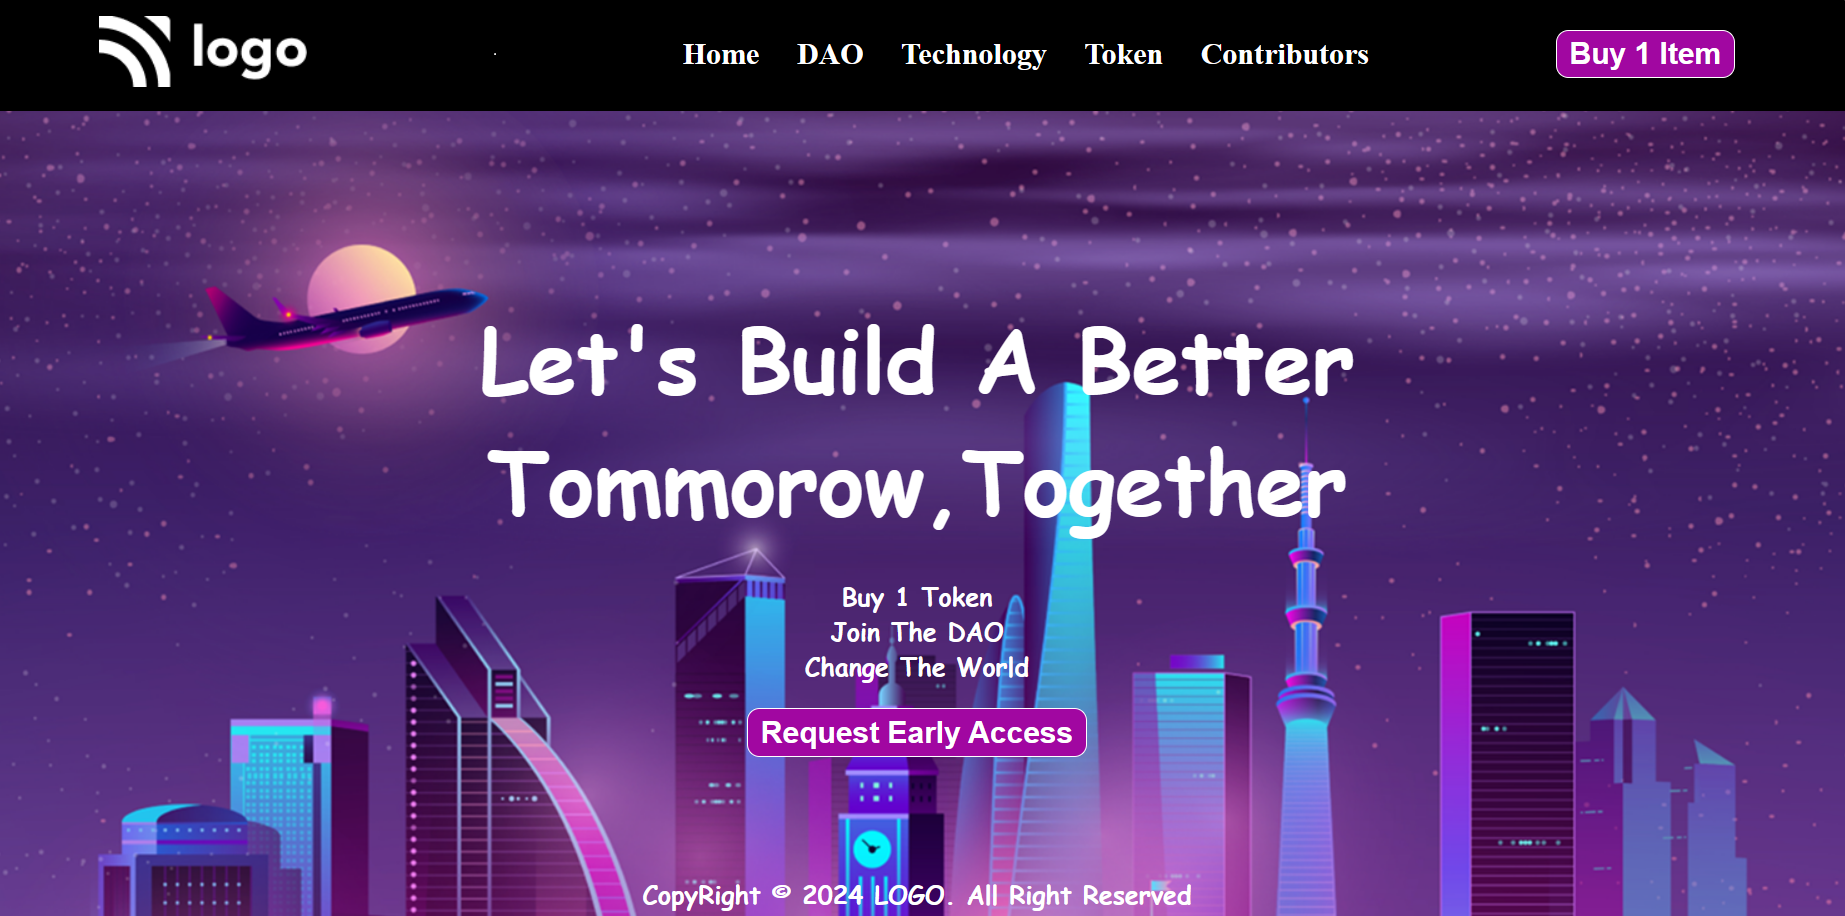 logo
Home DAO Technology Token Contributors
Buy 1 Item
Let's Build A Better
Tommorow,Together
Buy 1 Token
Join The DAO
Change The World
Request Early Access
CopyRight © 2024 LOGO. All Right Reserved